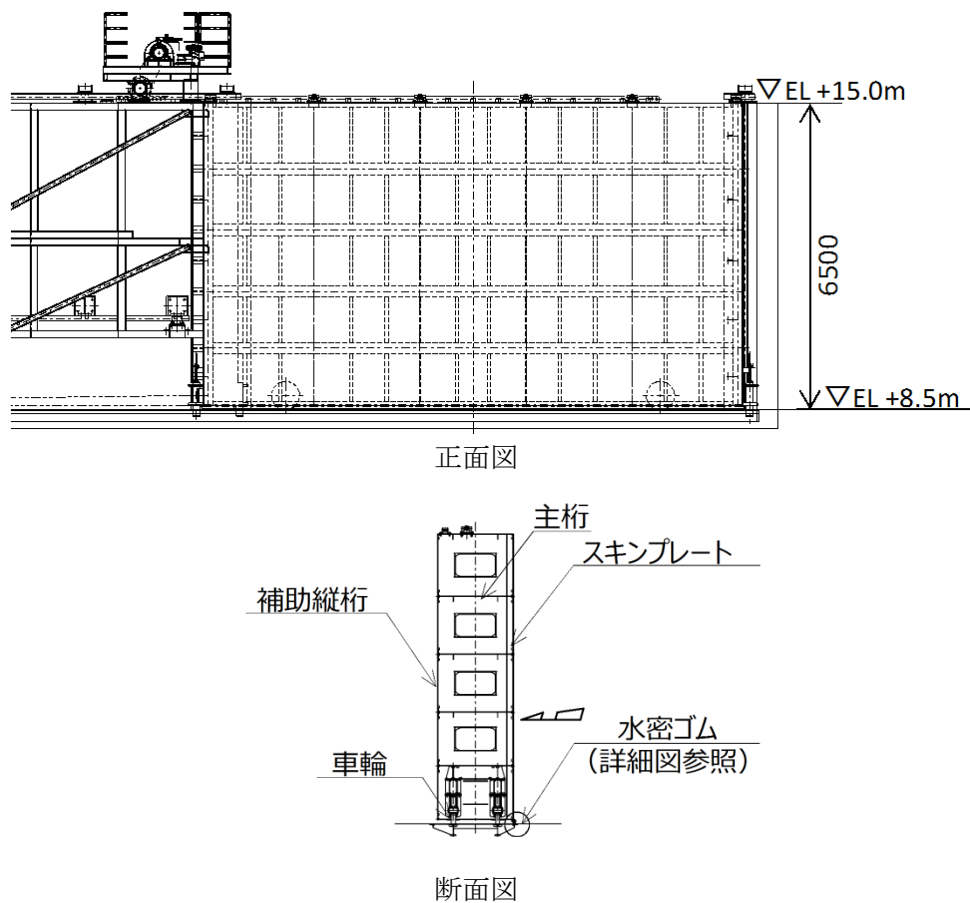 ▽EL +15.0m
6500
▽EL +8.5m
正面図
主桁
スキンプレート
補助縦桁
水密ゴム
（詳細図参照）
車輪
断面図